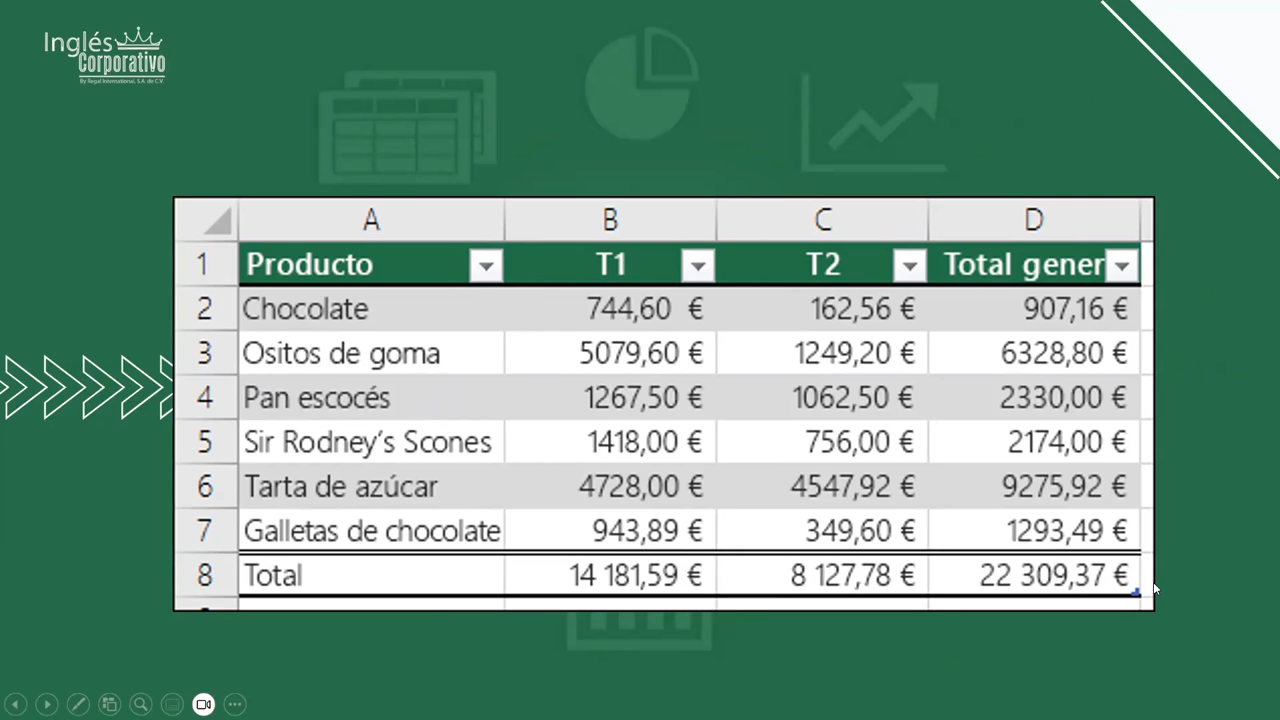 Inglés
Corporativo
By Regal International, S.A. de C.V.
A B C D
1 Producto T1 T2 Total gener
2 Chocolate 744,60 € 162,56 € 907,16 €
3 Ositos de goma 5079,60 € 1249,20 € 6328,80 €
4 Pan escocés 1267,50 € 1062,50 € 2330,00 €
5 Sir Rodney’s Scones 1418,00 € 756,00 € 2174,00 €
6 Tarta de azúcar 4728,00 € 4547,92 € 9275,92 €
7 Galletas de chocolate 943,89 € 349,60 € 1293,49 €
8 Total 14 181,59 € 8 127,78 € 22 309,37 €